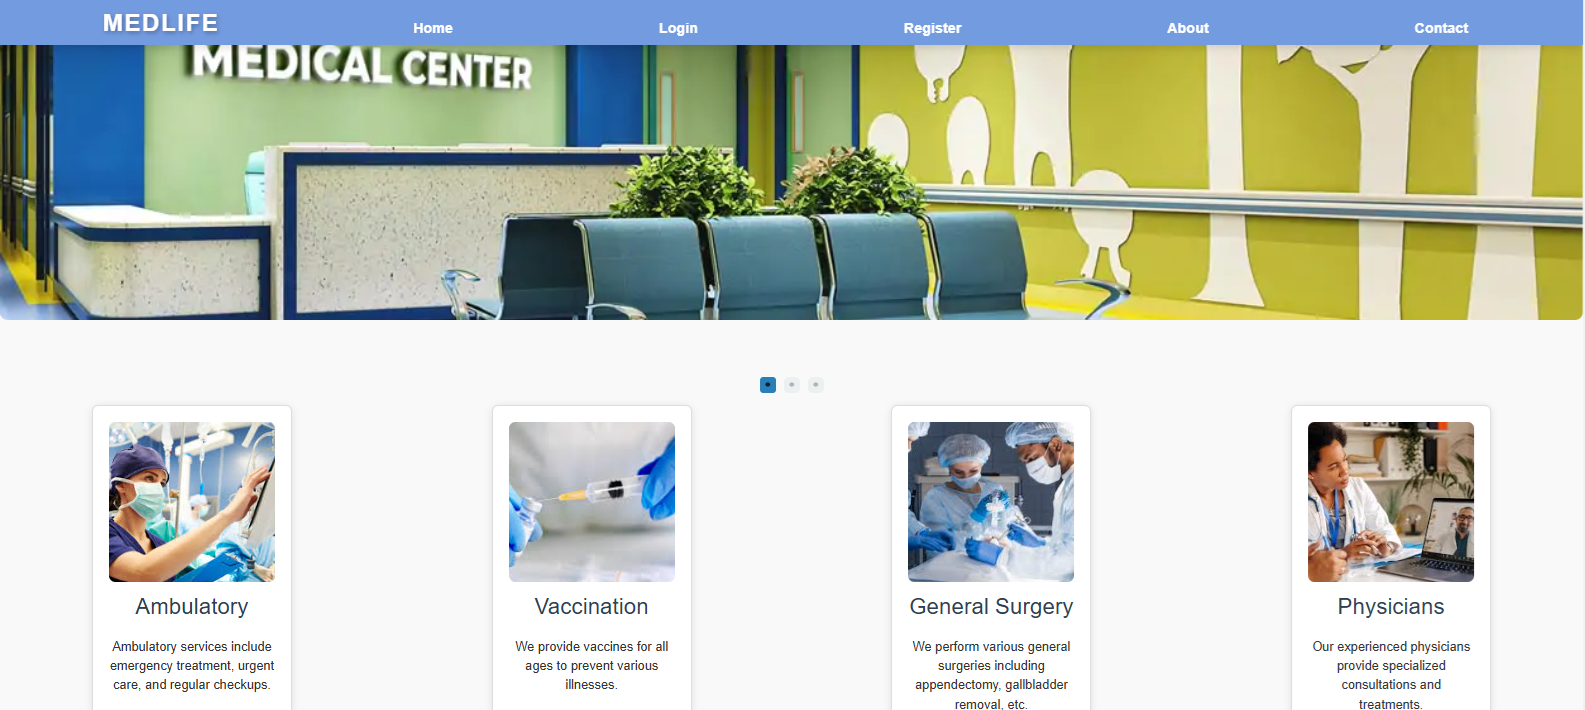 MEDLIFE
Home
Login
Register
About
Contact
MEDICAL CENTER
Ambulatory
Ambulatory services include
emergency treatment, urgent
care, and regular checkups.
Vaccination
We provide vaccines for all
ages to prevent various
illnesses.
General Surgery
We perform various general
surgeries including
appendectomy, gallbladder
removal, etc.
Physicians
Our experienced physicians
provide specialized
consultations and
treatments.